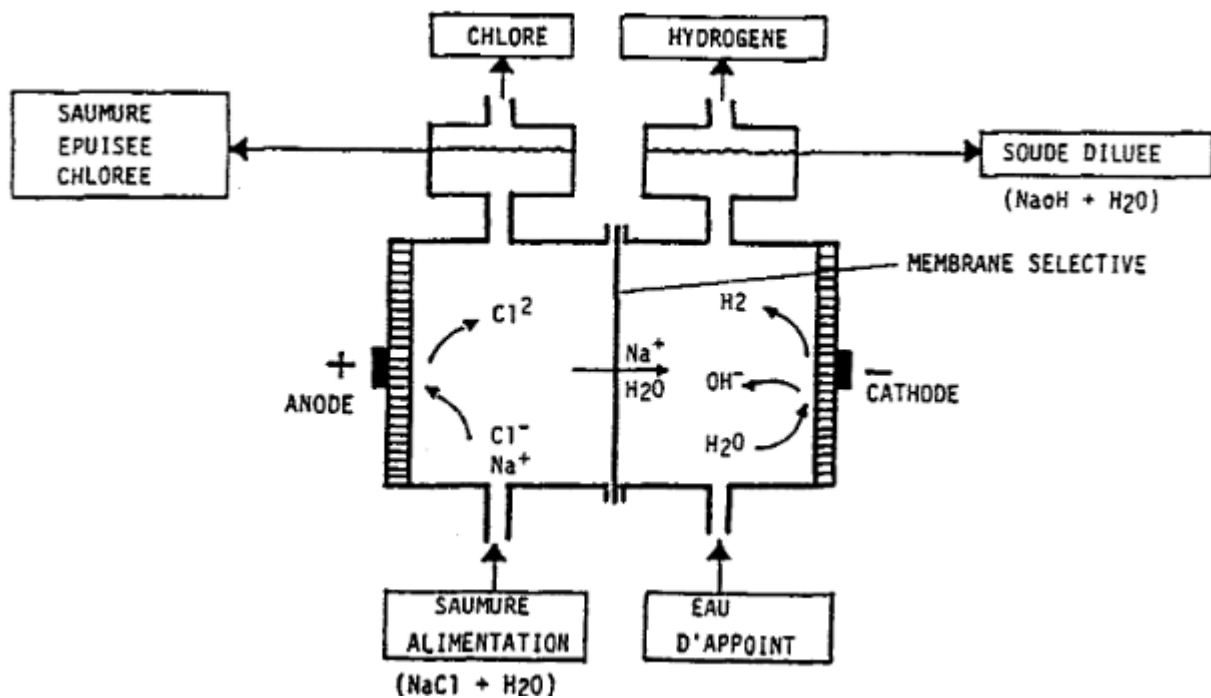 CHLORE
HYDROGENE
SAUMURE
EPUISEE
CHLOREE
SOUDE DILUEE
(NaoH + H2O)
MEMBRANE SELECTIVE
Cl²
H2
Na⁺
H2O
OH⁻
+
ANODE
−
CATHODE
Cl⁻
Na⁺
H₂O
SAUMURE
ALIMENTATION
(NaCl + H2O)
EAU
D'APPOINT